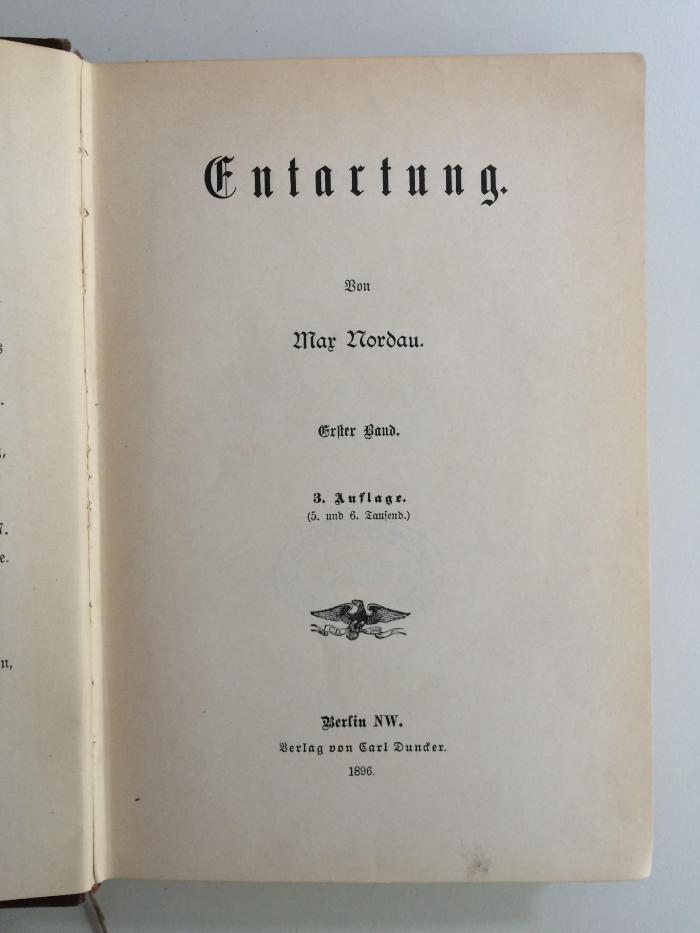 Entartung.
Von
Max Nordau.
Erster Band.
3. Auflage.
(5. und 6. Tausend.)
Berlin NW.
Verlag von Carl Duncker.
1896.